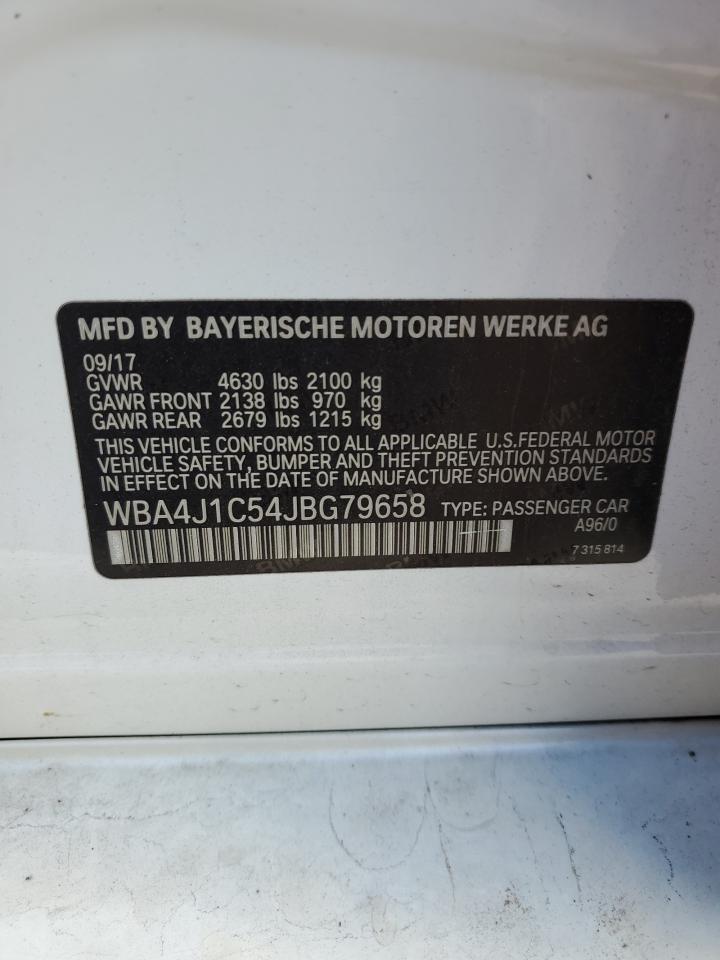 MFD BY BAYERISCHE MOTOREN WERKE AG
09/17
GVWR 4630 lbs 2100 kg
GAWR FRONT 2138 lbs 970 kg
GAWR REAR 2679 lbs 1215 kg
THIS VEHICLE CONFORMS TO ALL APPLICABLE U.S.FEDERAL MOTOR
VEHICLE SAFETY, BUMPER AND THEFT PREVENTION STANDARDS
IN EFFECT ON THE DATE OF MANUFACTURE SHOWN ABOVE.
WBA4J1C54JBG79658 TYPE: PASSENGER CAR
A96/0
7 315 814